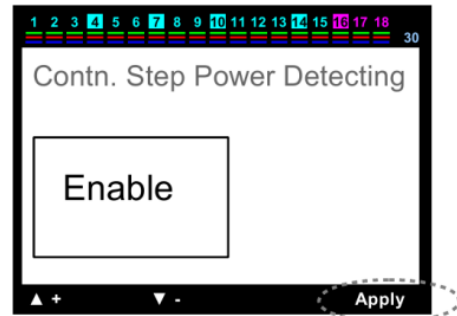 1 2 3 4 5 6 7 8 9 10 11 12 13 14 15 16 17 18
30
Contn. Step Power Detecting
Enable
▲ + ▼ - Apply